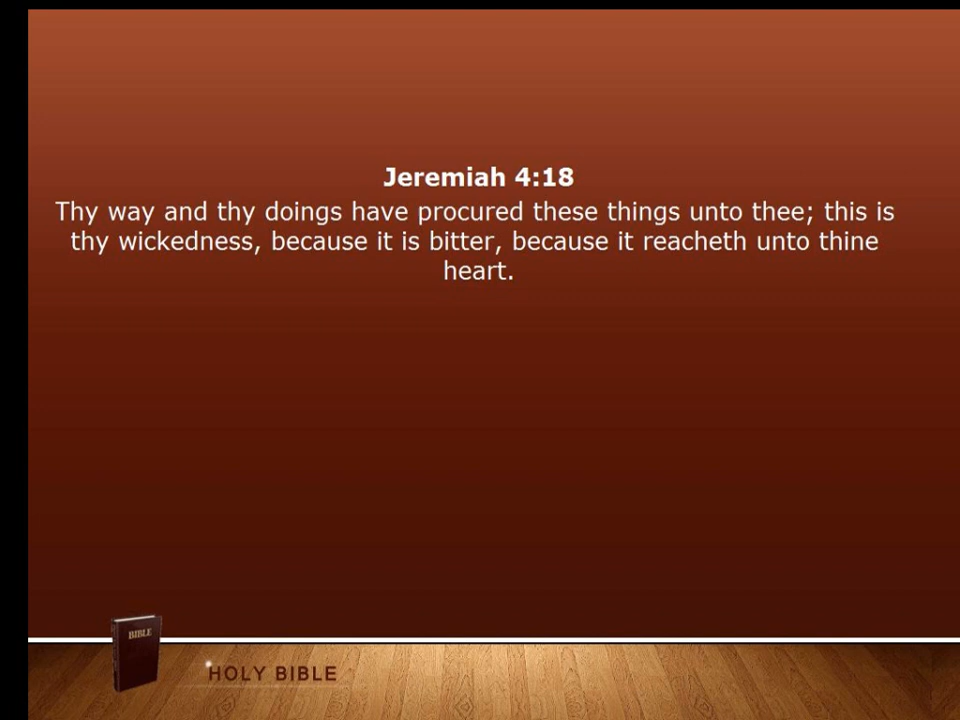 Jeremiah 4:18
Thy way and thy doings have procured these things unto thee; this is
thy wickedness, because it is bitter, because it reacheth unto thine
heart.
BIBLE
HOLY BIBLE